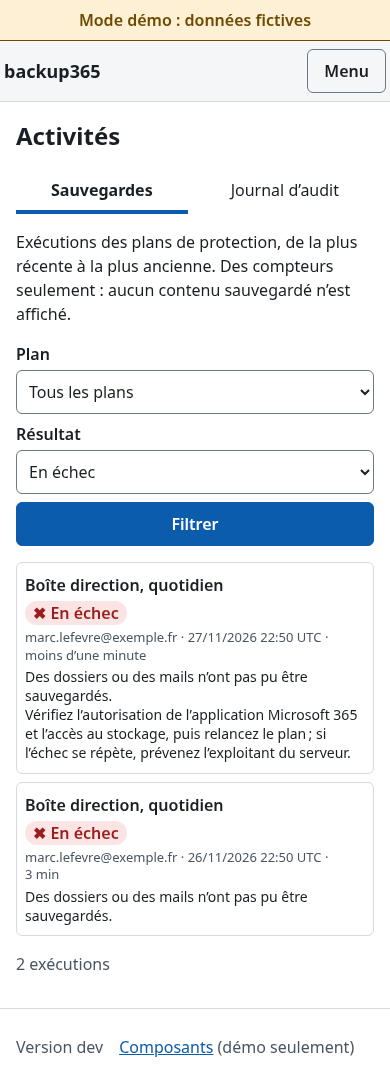 Mode démo : données fictives
backup365
Menu
Activités
Sauvegardes
Journal d’audit
Exécutions des plans de protection, de la plus
récente à la plus ancienne. Des compteurs
seulement : aucun contenu sauvegardé n’est
affiché.
Plan
Tous les plans
Résultat
En échec
Filtrer
Boîte direction, quotidien
✖ En échec
marc.lefevre@exemple.fr · 27/11/2026 22:50 UTC ·
moins d’une minute
Des dossiers ou des mails n’ont pas pu être
sauvegardés.
Vérifiez l’autorisation de l’application Microsoft 365
et l’accès au stockage, puis relancez le plan ; si
l’échec se répète, prévenez l’exploitant du serveur.
Boîte direction, quotidien
✖ En échec
marc.lefevre@exemple.fr · 26/11/2026 22:50 UTC ·
3 min
Des dossiers ou des mails n’ont pas pu être
sauvegardés.
2 exécutions
Version dev Composants (démo seulement)